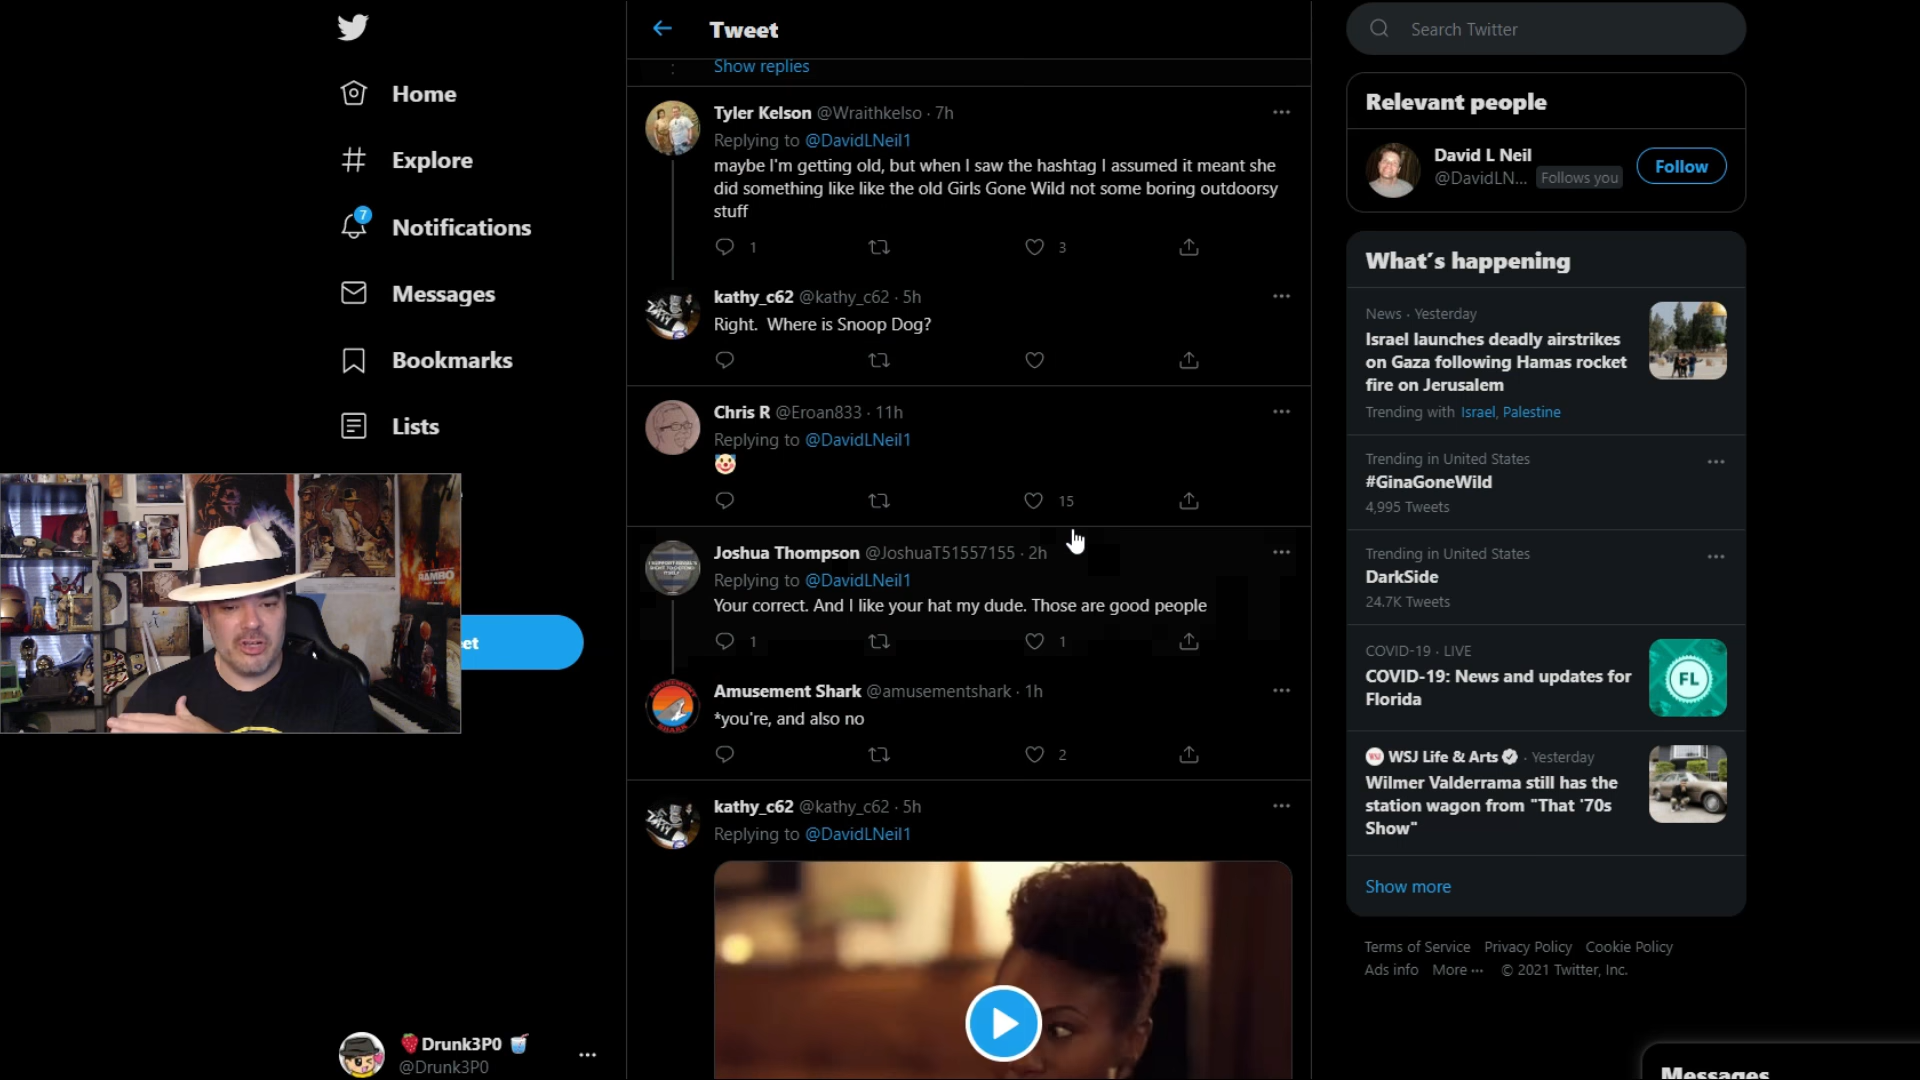 Home
Explore
7
Notifications
Messages
Bookmarks
Lists
RAMBO
et
🍓Drunk3P0 🥤
@Drunk3P0
Tweet
Show replies
Tyler Kelson @Wraithkelso · 7h
Replying to @DavidLNeil1
maybe I'm getting old, but when I saw the hashtag I assumed it meant she
did something like like the old Girls Gone Wild not some boring outdoorsy
stuff
1
3
kathy_c62 @kathy_c62 · 5h
Right. Where is Snoop Dog?
Chris R @Eroan833 · 11h
Replying to @DavidLNeil1
🤡
15
Joshua Thompson @JoshuaT51557155 · 2h
Replying to @DavidLNeil1
Your correct. And I like your hat my dude. Those are good people
1
1
Amusement Shark @amusementshark · 1h
*you're, and also no
2
kathy_c62 @kathy_c62 · 5h
Replying to @DavidLNeil1
Search Twitter
Relevant people
David L Neil
@DavidLN... Follows you
Follow
What's happening
News · Yesterday
Israel launches deadly airstrikes
on Gaza following Hamas rocket
fire on Jerusalem
Trending with Israel, Palestine
Trending in United States
#GinaGoneWild
4,995 Tweets
Trending in United States
DarkSide
24.7K Tweets
COVID-19 · LIVE
COVID-19: News and updates for
Florida
FL
WSJ Life & Arts · Yesterday
Wilmer Valderrama still has the
station wagon from "That '70s
Show"
Show more
Terms of Service Privacy Policy Cookie Policy
Ads info More ··· © 2021 Twitter, Inc.
Messages